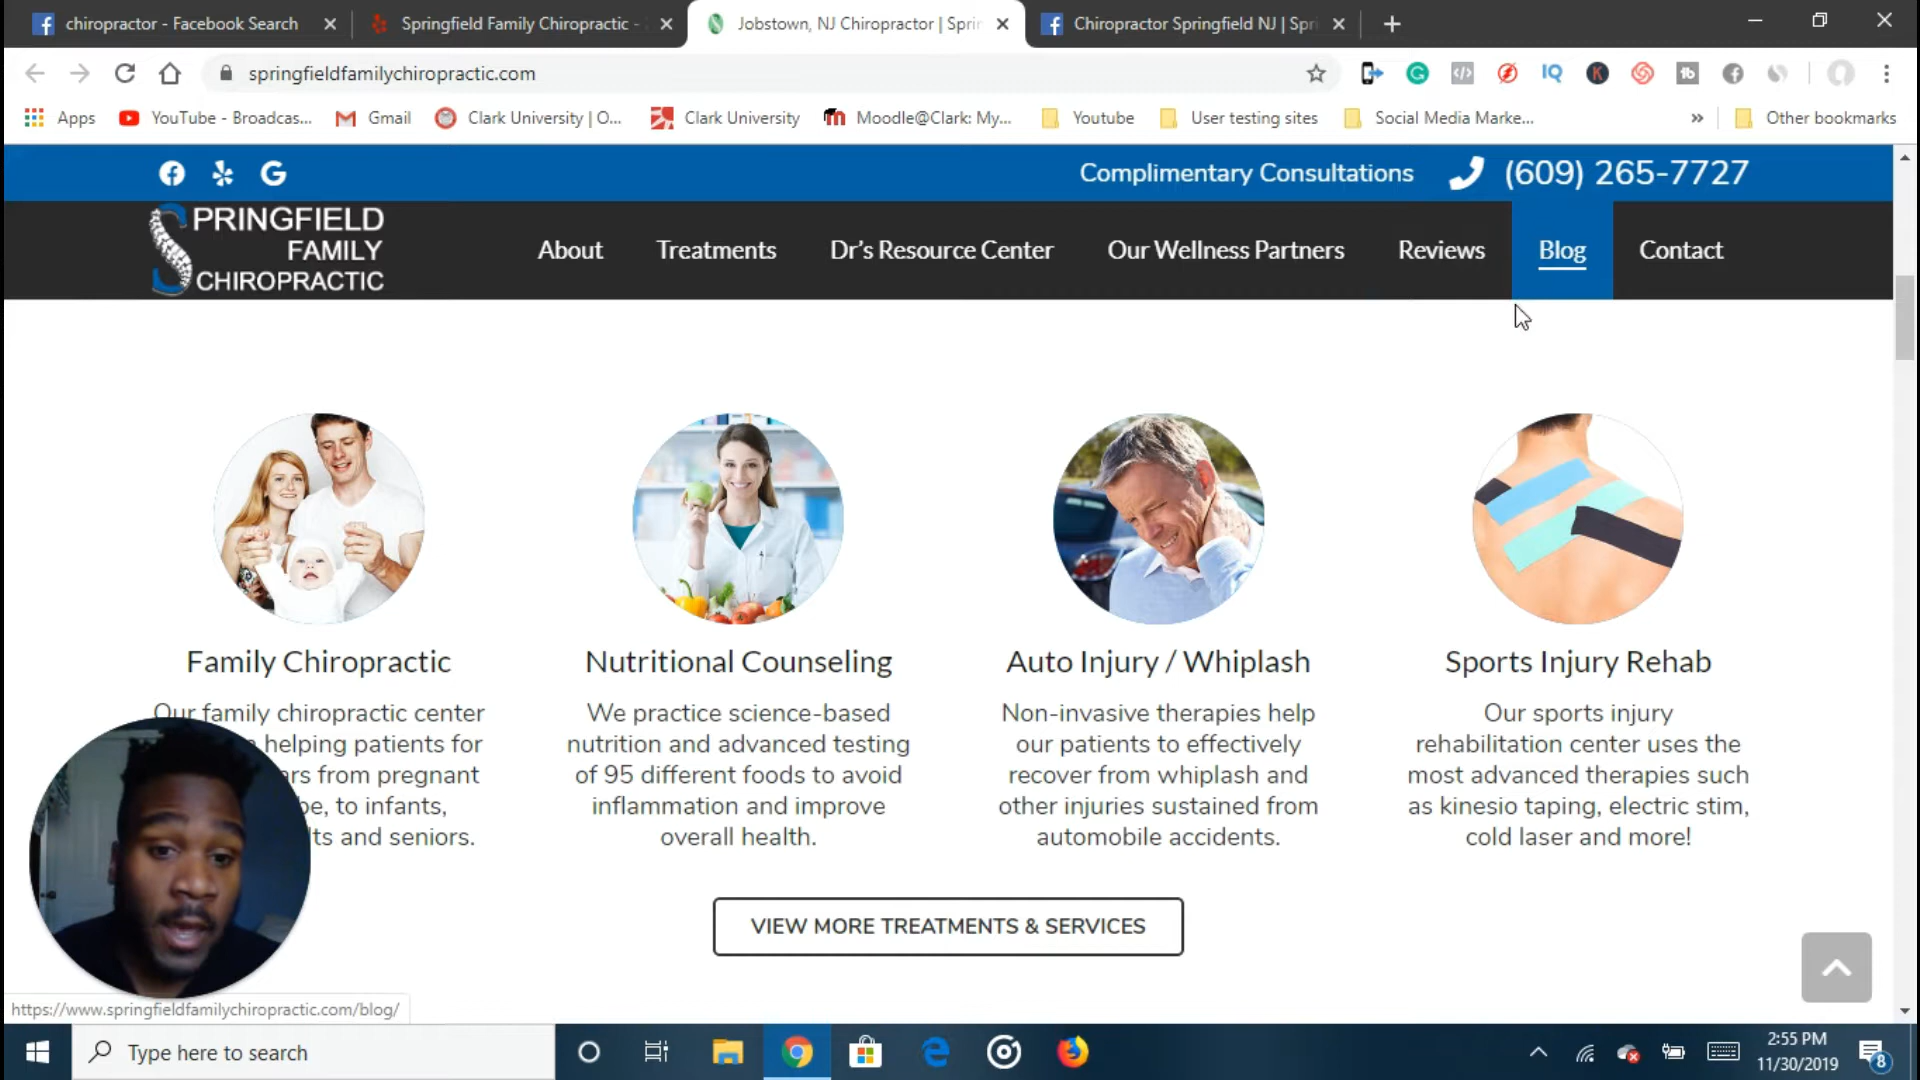 chiropractor - Facebook Search
Springfield Family Chiropractic -
Jobstown, NJ Chiropractor | Sprin
Chiropractor Springfield NJ | Spri
springfieldfamilychiropractic.com
Apps
YouTube - Broadcas...
Gmail
Clark University | O...
Clark University
Moodle@Clark: My...
Youtube
User testing sites
Social Media Marke...
»
Other bookmarks
Complimentary Consultations
(609) 265-7727
SPRINGFIELD
FAMILY
CHIROPRACTIC
About
Treatments
Dr's Resource Center
Our Wellness Partners
Reviews
Blog
Contact
Family Chiropractic
Our family chiropractic center
helping patients for
ars from pregnant
be, to infants,
lts and seniors.
Nutritional Counseling
We practice science-based
nutrition and advanced testing
of 95 different foods to avoid
inflammation and improve
overall health.
Auto Injury / Whiplash
Non-invasive therapies help
our patients to effectively
recover from whiplash and
other injuries sustained from
automobile accidents.
Sports Injury Rehab
Our sports injury
rehabilitation center uses the
most advanced therapies such
as kinesio taping, electric stim,
cold laser and more!
VIEW MORE TREATMENTS & SERVICES
https://www.springfieldfamilychiropractic.com/blog/
Type here to search
2:55 PM
11/30/2019
8